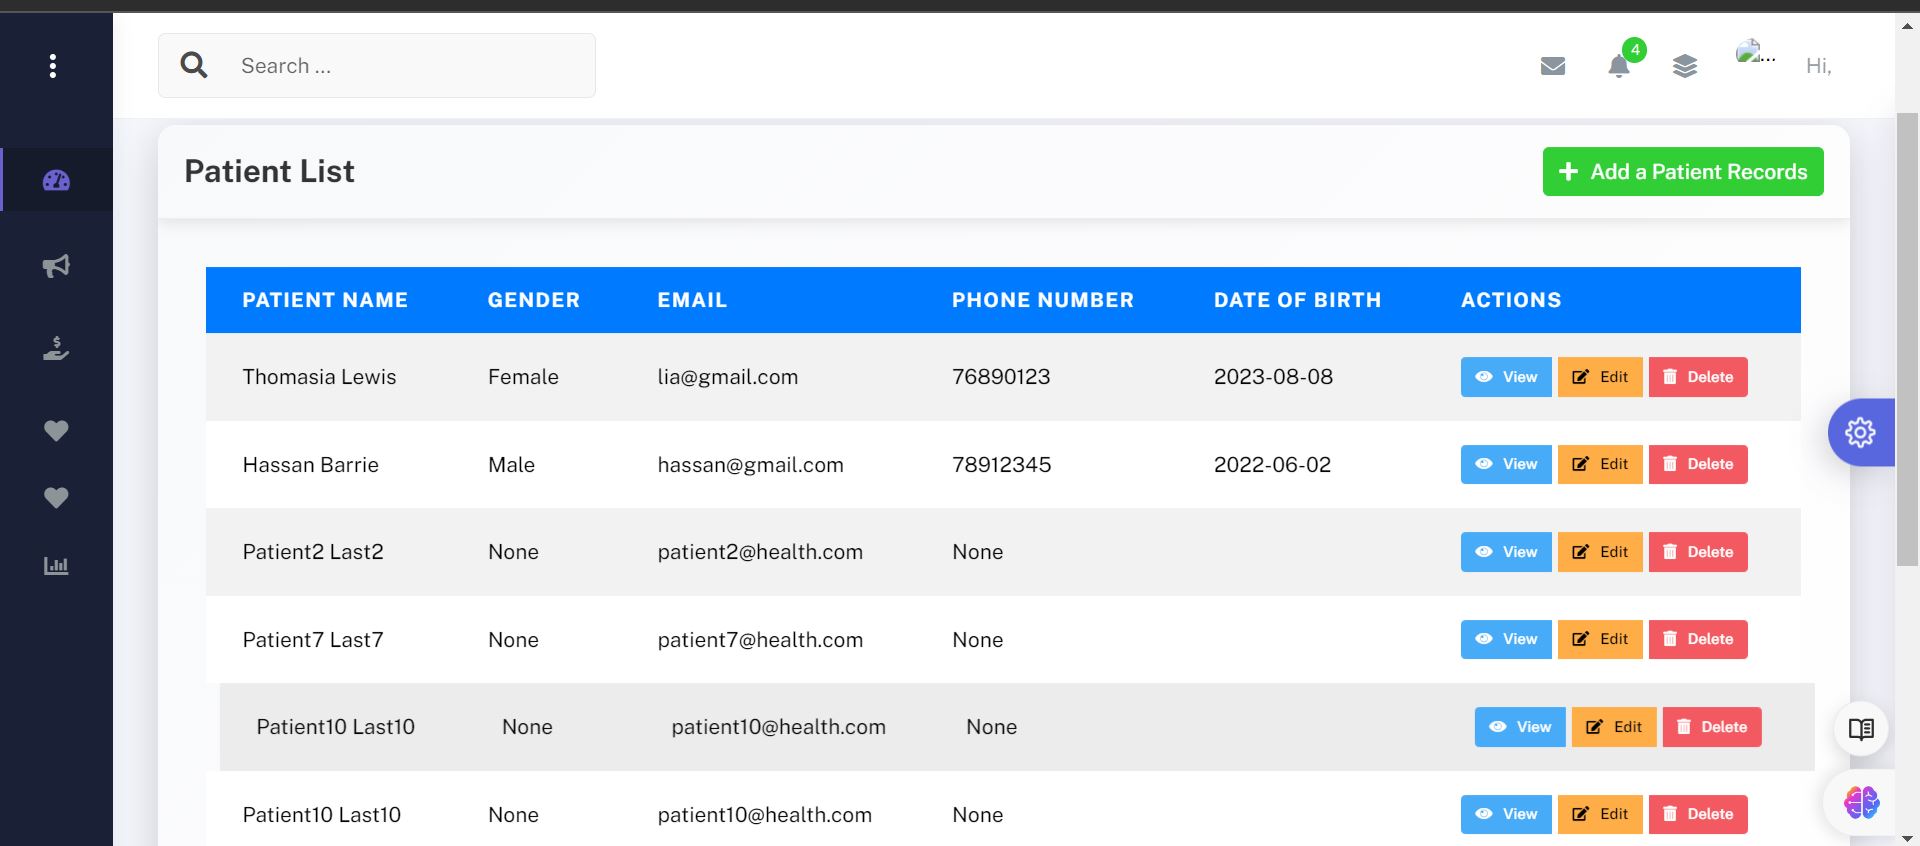 Search ...
4
...
Hi,
Patient List
Add a Patient Records
PATIENT NAME GENDER EMAIL PHONE NUMBER DATE OF BIRTH ACTIONS
Thomasia Lewis Female lia@gmail.com 76890123 2023-08-08 View Edit Delete
Hassan Barrie Male hassan@gmail.com 78912345 2022-06-02 View Edit Delete
Patient2 Last2 None patient2@health.com None View Edit Delete
Patient7 Last7 None patient7@health.com None View Edit Delete
Patient10 Last10 None patient10@health.com None View Edit Delete
Patient10 Last10 None patient10@health.com None View Edit Delete